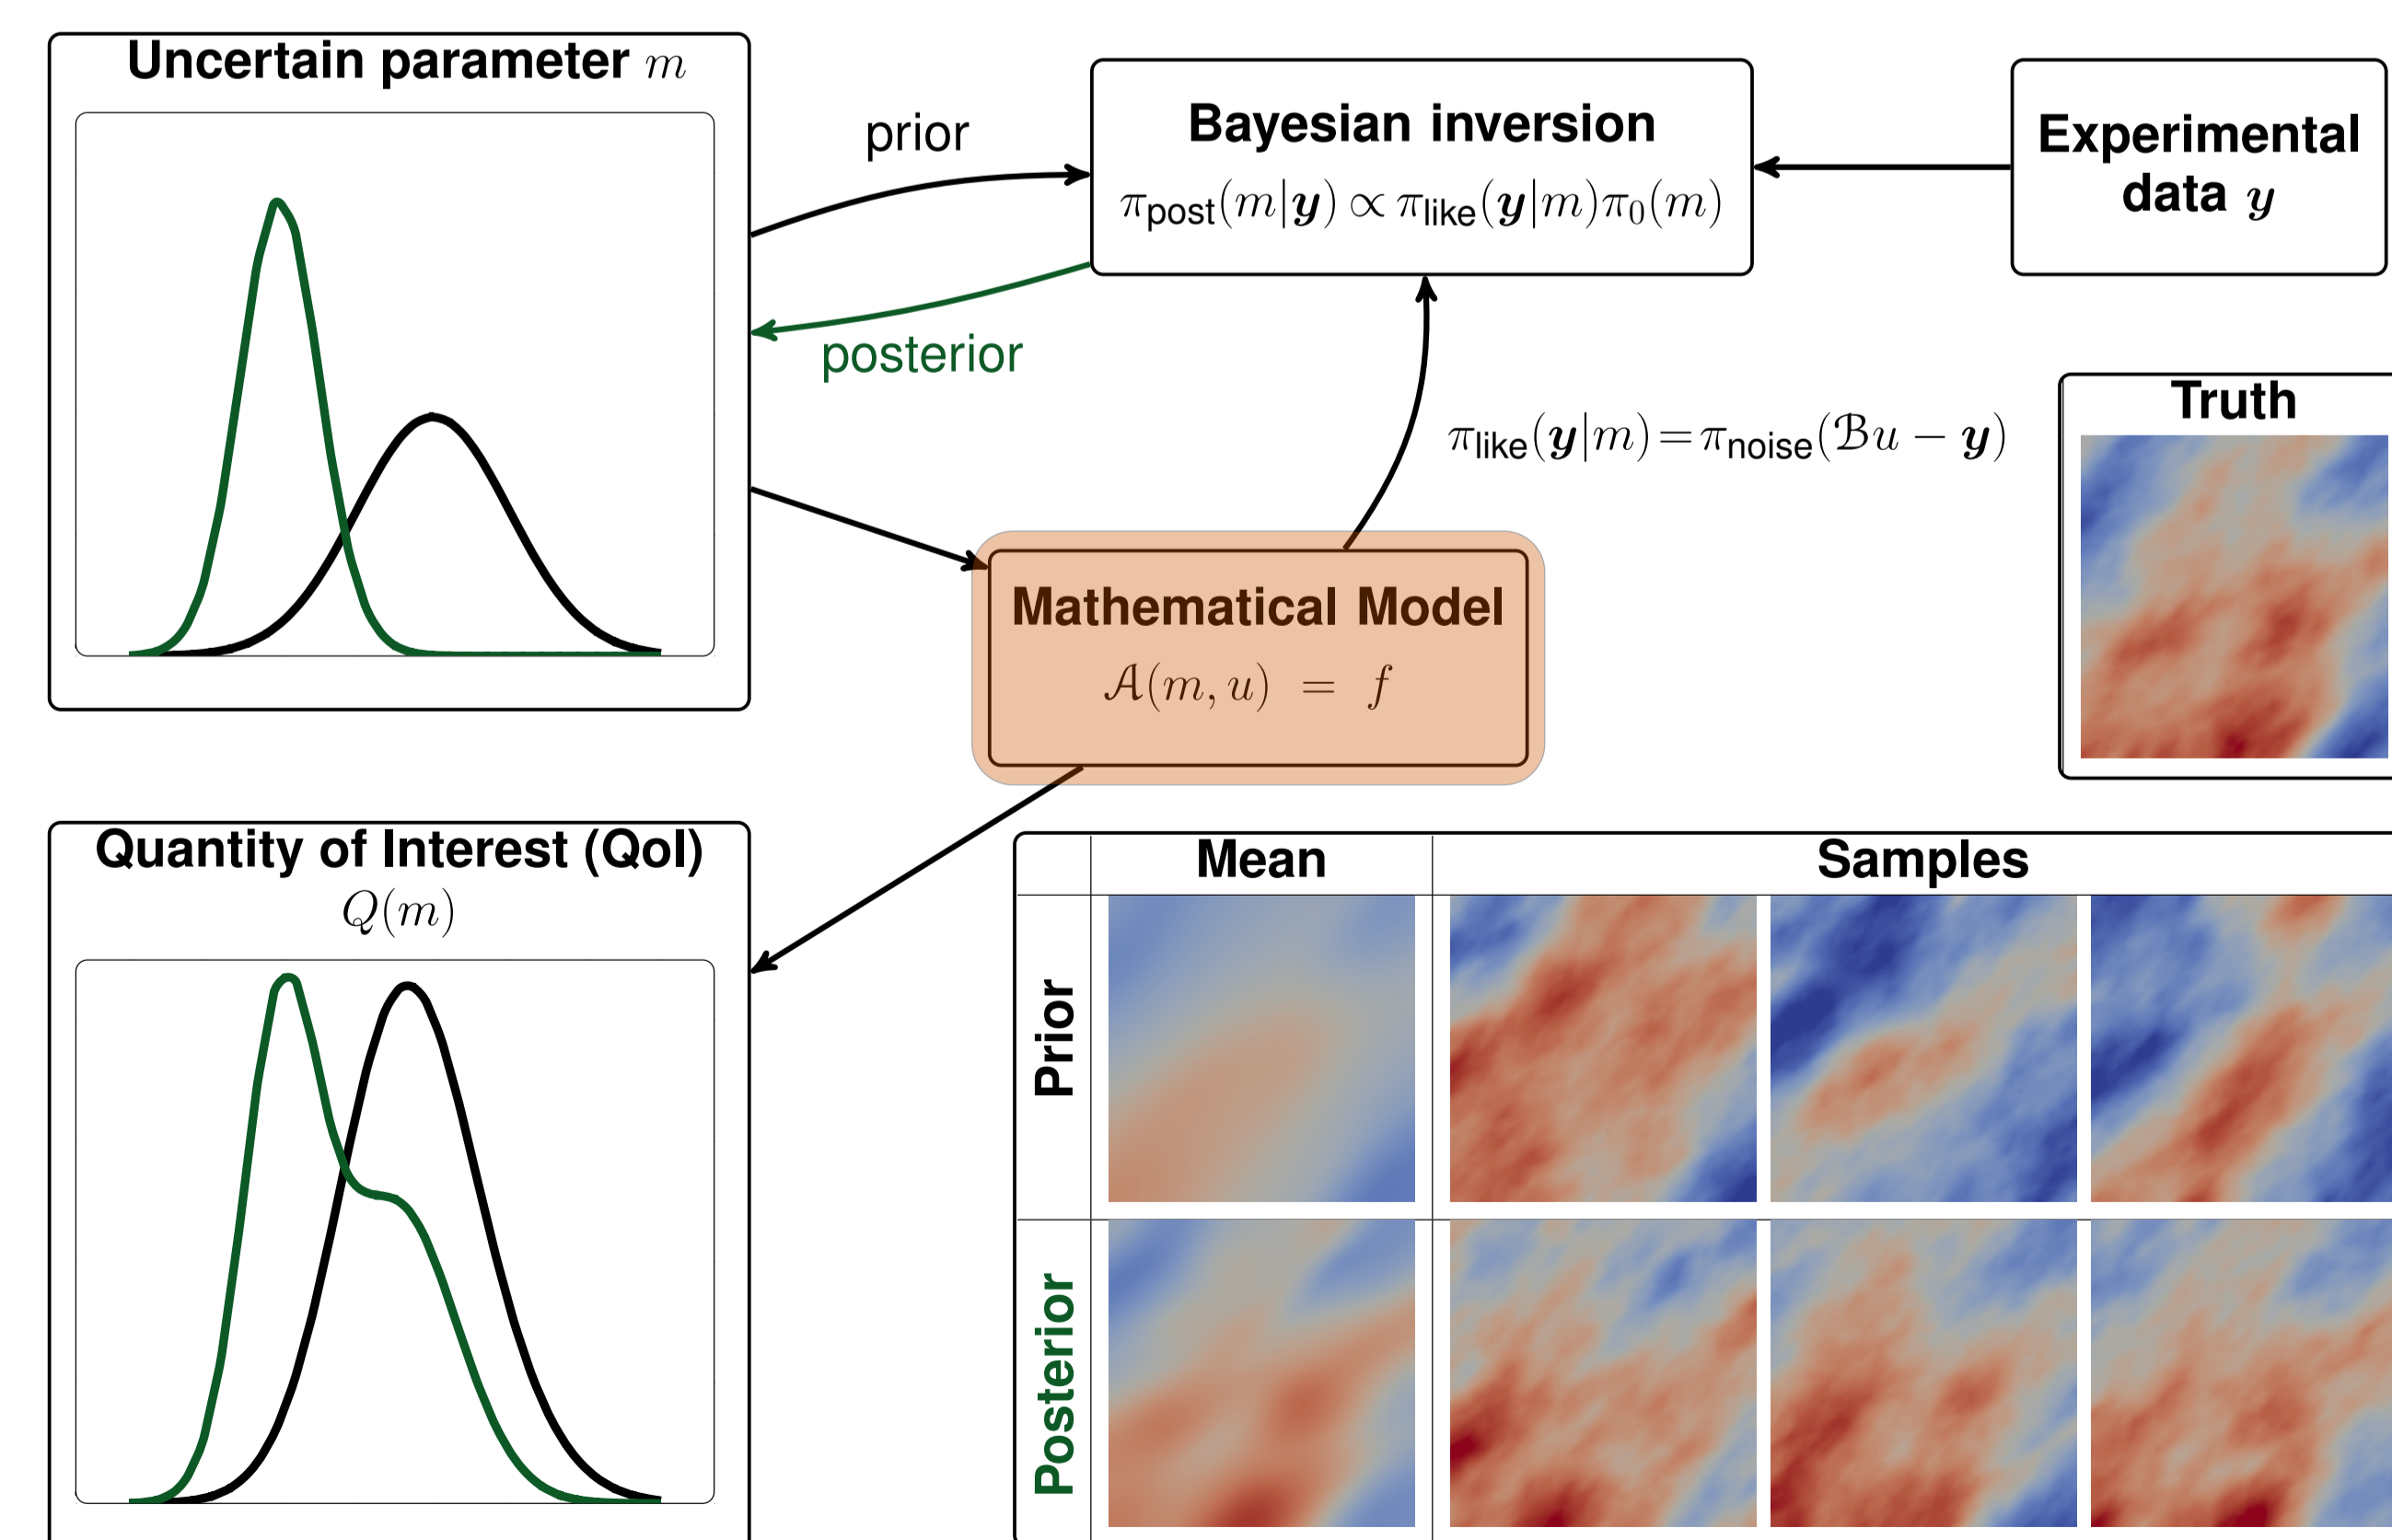 Uncertain parameter m
prior
posterior
Bayesian inversion
π_post(m|y) ∝ π_like(y|m)π_0(m)
Experimental
data y
π_like(y|m)=π_noise(ℬu − y)
Truth
Mathematical Model
𝒜(m, u) = f
Quantity of Interest (QoI)
Q(m)
Mean
Samples
Prior
Posterior